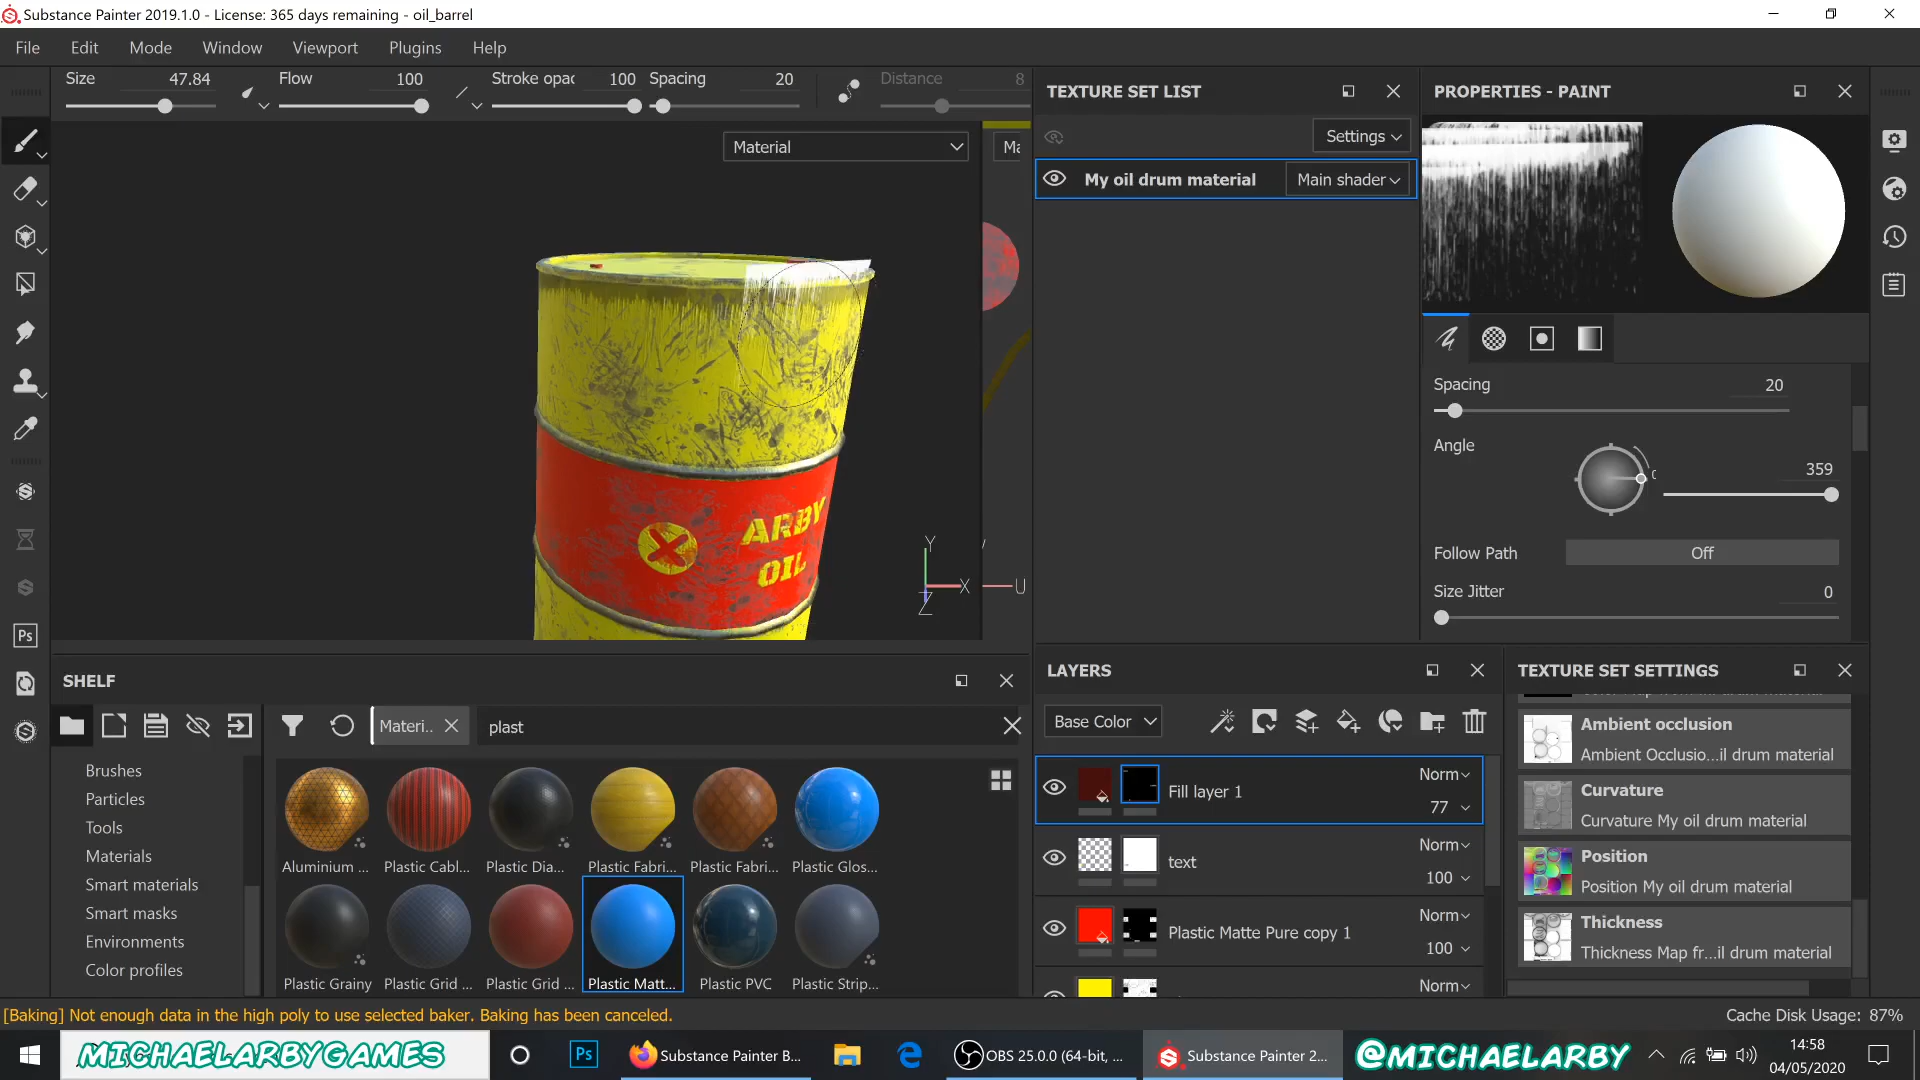 Substance Painter 2019.1.0 - License: 365 days remaining - oil_barrel
File Edit Mode Window Viewport Plugins Help
Size 47.84 Flow 100 Stroke opac 100 Spacing 20 Distance 8
Material
Ma
ARBY
OIL
Y
X
Z
U
TEXTURE SET LIST
Settings
My oil drum material Main shader
PROPERTIES - PAINT
Spacing 20
Angle
359
Follow Path Off
Size Jitter 0
Ps
SHELF
Materi.. plast
Brushes
Particles
Tools
Materials
Smart materials
Smart masks
Environments
Color profiles
Aluminium ... Plastic Cabl... Plastic Dia... Plastic Fabri... Plastic Fabri... Plastic Glos...
Plastic Grainy Plastic Grid ... Plastic Grid ... Plastic Matt... Plastic PVC Plastic Strip...
LAYERS
Base Color
Fill layer 1 Norm
77
text Norm
100
Plastic Matte Pure copy 1 Norm
100
Norm
TEXTURE SET SETTINGS
Ambient occlusion
Ambient Occlusio...il drum material
Curvature
Curvature My oil drum material
Position
Position My oil drum material
Thickness
Thickness Map fr...il drum material
[Baking] Not enough data in the high poly to use selected baker. Baking has been canceled.
Cache Disk Usage: 87%
MICHAELARBYGAMES
Ps
Substance Painter B...
OBS 25.0.0 (64-bit, ...
Substance Painter 2...
@MICHAELARBY
14:58
04/05/2020